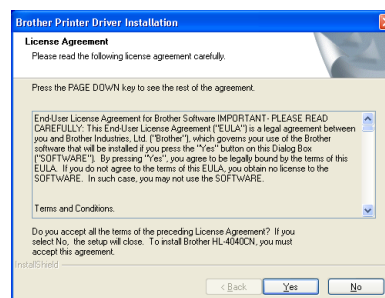 Brother Printer Driver Installation
License Agreement
Please read the following license agreement carefully.
Press the PAGE DOWN key to see the rest of the agreement.
End-User License Agreement for Brother Software IMPORTANT- PLEASE READ
CAREFULLY: This End-User License Agreement ("EULA") is a legal agreement between
you and Brother Industries, Ltd. ("Brother"), which governs your use of the Brother
software that will be installed if you press the "Yes" button on this Dialog Box
("SOFTWARE"). By pressing "Yes", you agree to be legally bound by the terms of this
EULA. If you do not agree to the terms of this EULA, you obtain no license to the
SOFTWARE. In such case, you may not use the SOFTWARE.
Terms and Conditions.
Do you accept all the terms of the preceding License Agreement? If you
select No, the setup will close. To install Brother HL-4040CN, you must
accept this agreement.
InstallShield
< Back
Yes
No